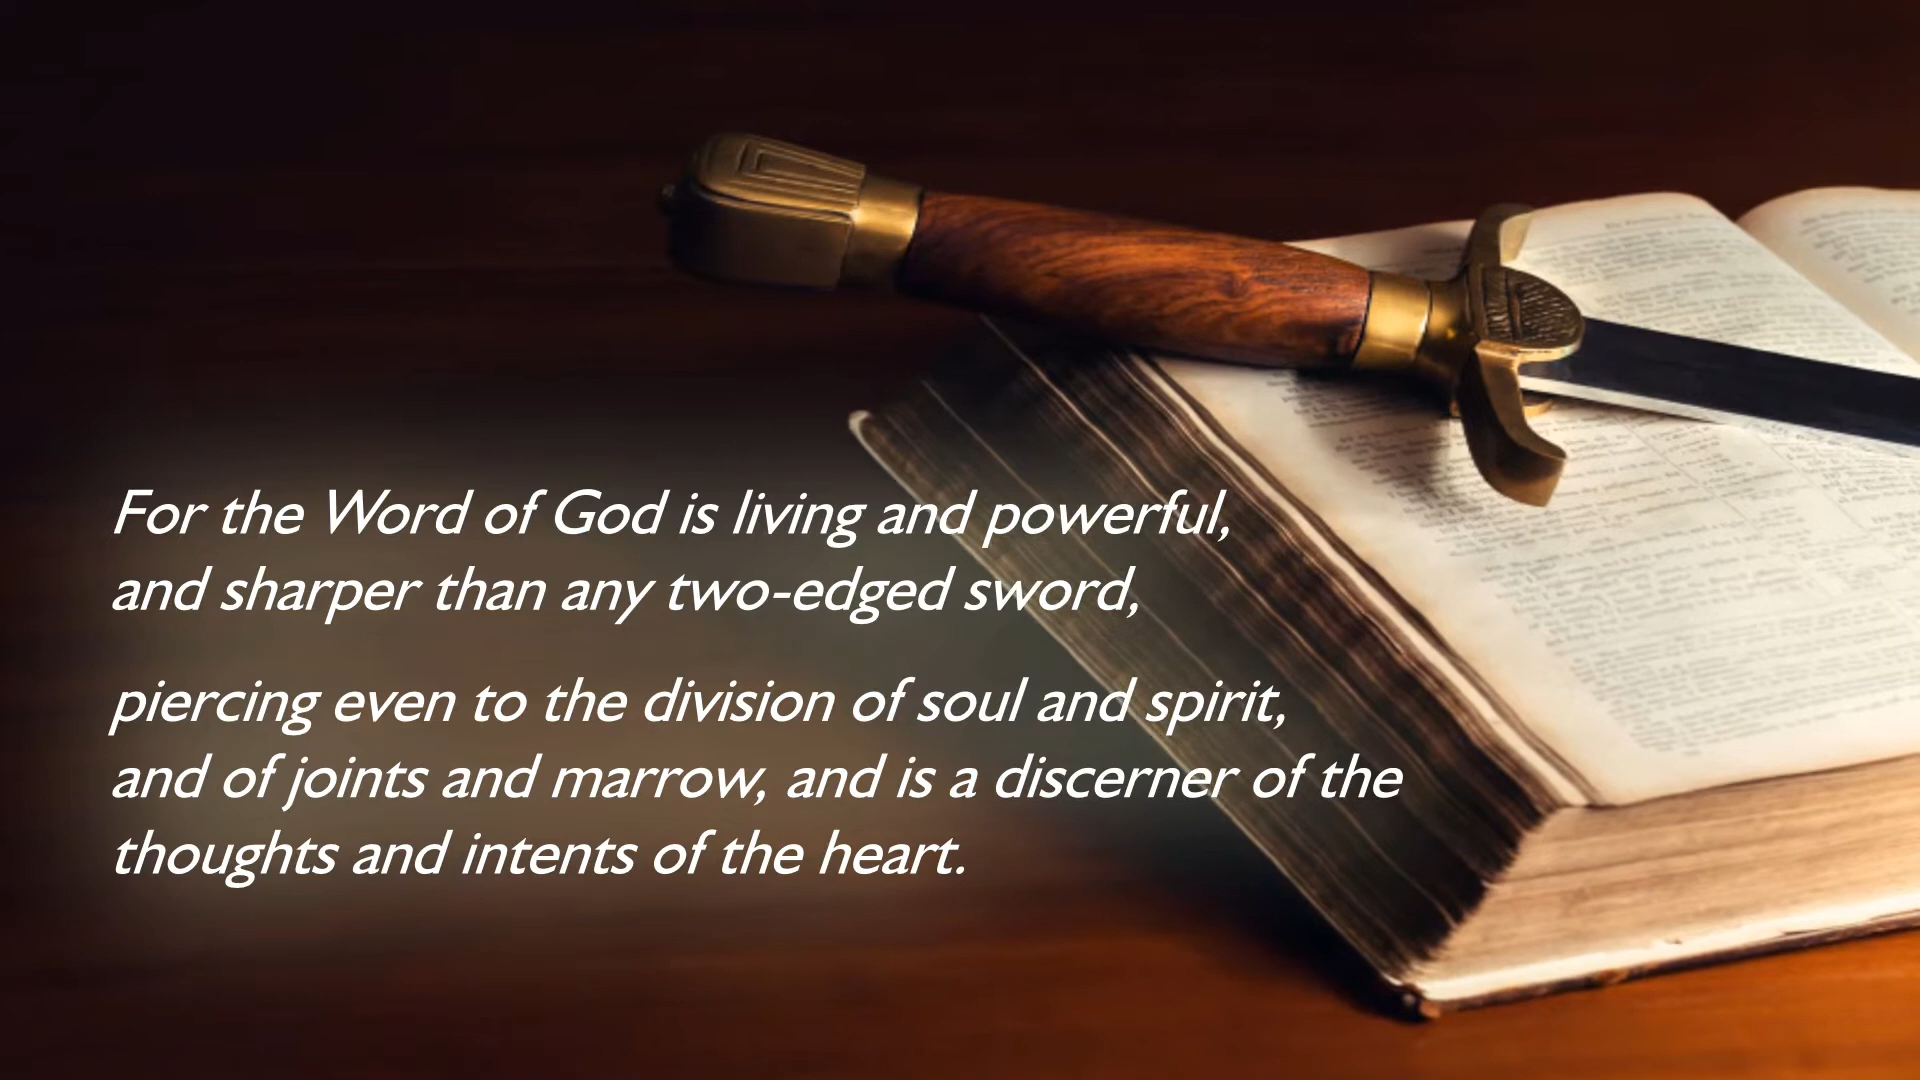 For the Word of God is living and powerful,
and sharper than any two-edged sword,
piercing even to the division of soul and spirit,
and of joints and marrow, and is a discerner of the
thoughts and intents of the heart.